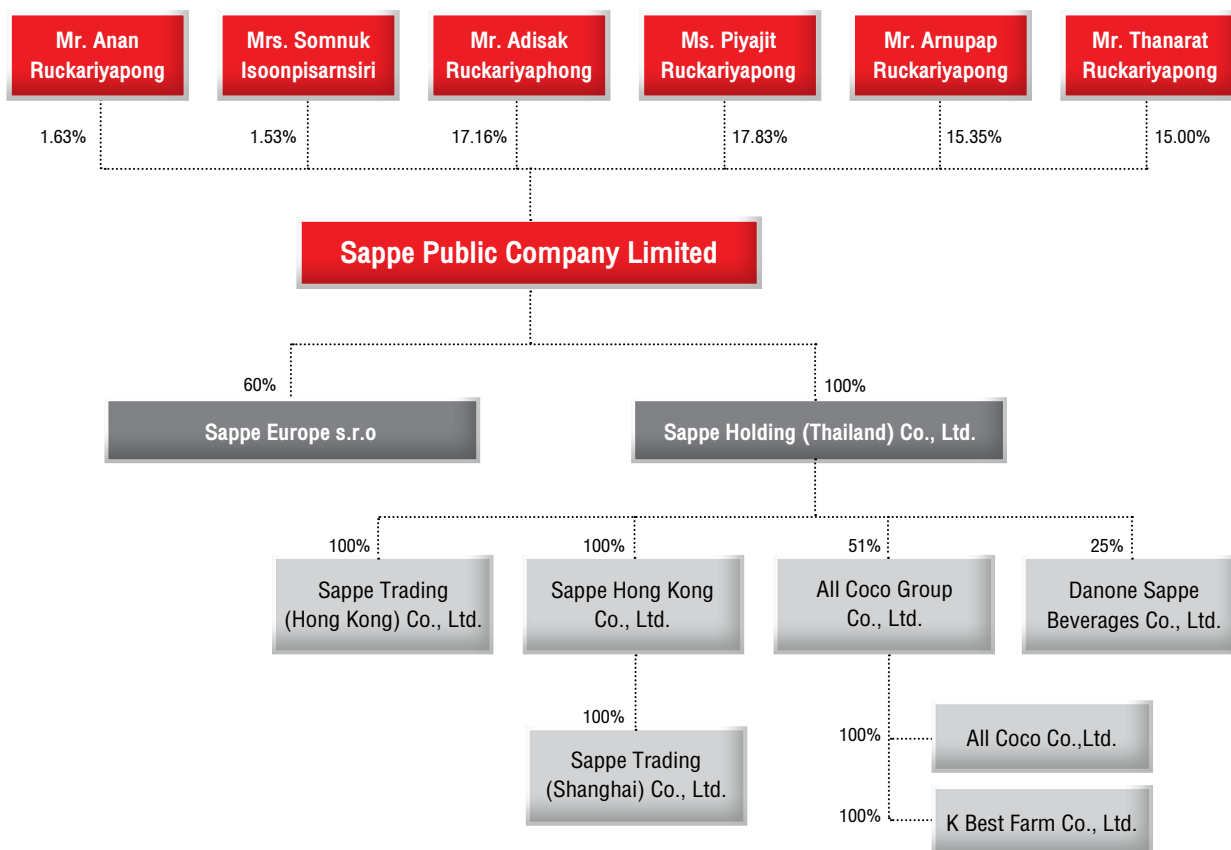 Mr. Anan
Ruckariyapong
Mrs. Somnuk
Isoonpisarnsiri
Mr. Adisak
Ruckariyaphong
Ms. Piyajit
Ruckariyapong
Mr. Arnupap
Ruckariyapong
Mr. Thanarat
Ruckariyapong
1.63%
1.53%
17.16%
17.83%
15.35%
15.00%
Sappe Public Company Limited
60%
100%
Sappe Europe s.r.o
Sappe Holding (Thailand) Co., Ltd.
100%
100%
51%
25%
Sappe Trading
(Hong Kong) Co., Ltd.
Sappe Hong Kong
Co., Ltd.
All Coco Group
Co., Ltd.
Danone Sappe
Beverages Co., Ltd.
100%
Sappe Trading
(Shanghai) Co., Ltd.
100%
All Coco Co.,Ltd.
100%
K Best Farm Co., Ltd.